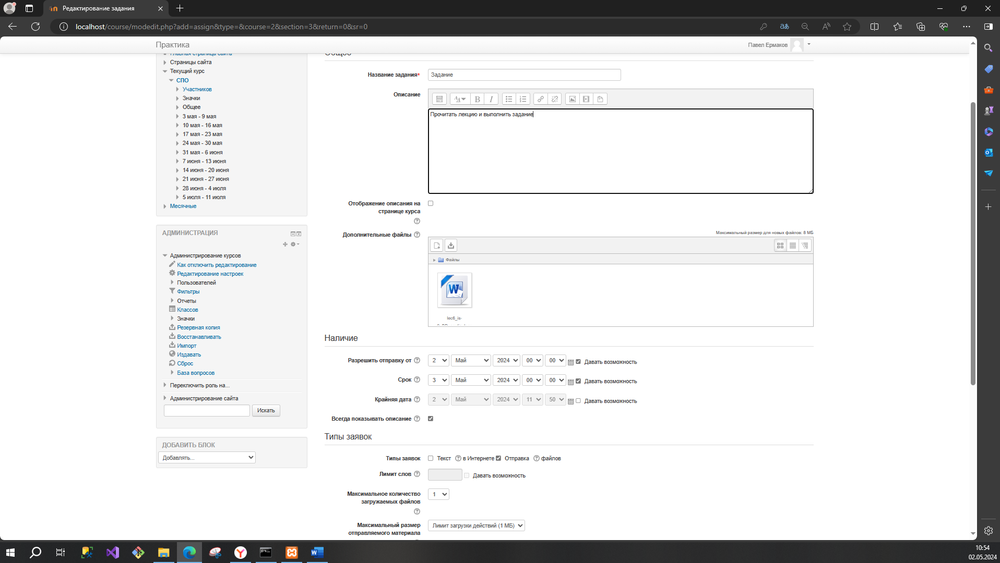 Редактирование задания
localhost/course/modedit.php?add=assign&type=&course=2&section=3&return=0&sr=0
Практика
Павел Ермаков
Главная страница сайта
Страницы сайта
Текущий курс
СПО
Участников
Значки
Общее
3 мая - 9 мая
10 мая - 16 мая
17 мая - 23 мая
24 мая - 30 мая
31 мая - 6 июня
7 июня - 13 июня
14 июня - 20 июня
21 июня - 27 июня
28 июня - 4 июля
5 июля - 11 июля
Месячные
АДМИНИСТРАЦИЯ
Администрирование курсов
Как отключить редактирование
Редактирование настроек
Пользователей
Фильтры
Отчеты
Классов
Значки
Резервная копия
Восстанавливать
Импорт
Издавать
Сброс
База вопросов
Переключить роль на...
Администрирование сайта
Искать
ДОБАВИТЬ БЛОК
Добавлять...
Общее
Название задания*
Задание
Описание
Прочитать лекцию и выполнить задание
Отображение описания на
странице курса
Дополнительные файлы
Максимальный размер для новых файлов: 8 МБ
Файлы
lec6_is-
Наличие
Разрешить отправку от 2 Май 2024 00 00 Давать возможность
Срок 3 Май 2024 00 00 Давать возможность
Крайняя дата 2 Май 2024 11 50 Давать возможность
Всегда показывать описание
Типы заявок
Типы заявок Текст в Интернете Отправка файлов
Лимит слов Давать возможность
Максимальное количество
загружаемых файлов
1
Максимальный размер
отправляемого материала
Лимит загрузки действий (1 МБ)
10:54
02.05.2024